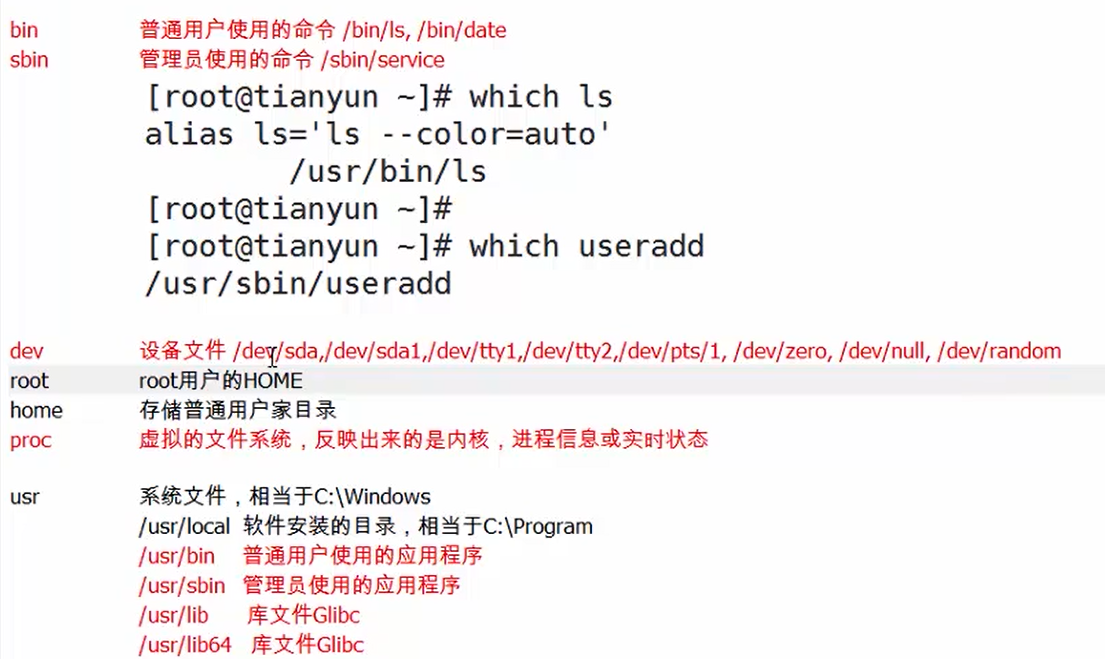 bin 普通用户使用的命令 /bin/ls, /bin/date
sbin 管理员使用的命令 /sbin/service
[root@tianyun ~]# which ls
alias ls='ls --color=auto'
/usr/bin/ls
[root@tianyun ~]#
[root@tianyun ~]# which useradd
/usr/sbin/useradd
dev 设备文件 /dev/sda,/dev/sda1,/dev/tty1,/dev/tty2,/dev/pts/1, /dev/zero, /dev/null, /dev/random
root root用户的HOME
home 存储普通用户家目录
proc 虚拟的文件系统，反映出来的是内核，进程信息或实时状态
usr 系统文件，相当于C:\Windows
/usr/local 软件安装的目录，相当于C:\Program
/usr/bin 普通用户使用的应用程序
/usr/sbin 管理员使用的应用程序
/usr/lib 库文件Glibc
/usr/lib64 库文件Glibc